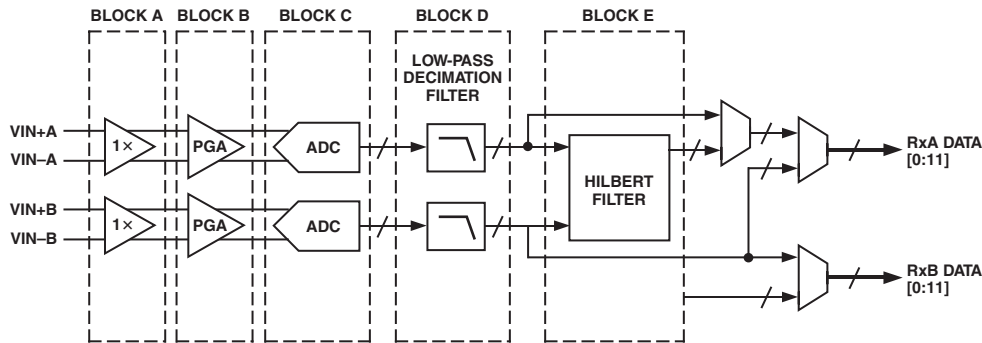 BLOCK A
BLOCK B
BLOCK C
BLOCK D
BLOCK E
LOW-PASS
DECIMATION
FILTER
VIN+A
VIN–A
1×
PGA
ADC
VIN+B
VIN–B
1×
PGA
ADC
HILBERT
FILTER
RxA DATA
[0:11]
RxB DATA
[0:11]